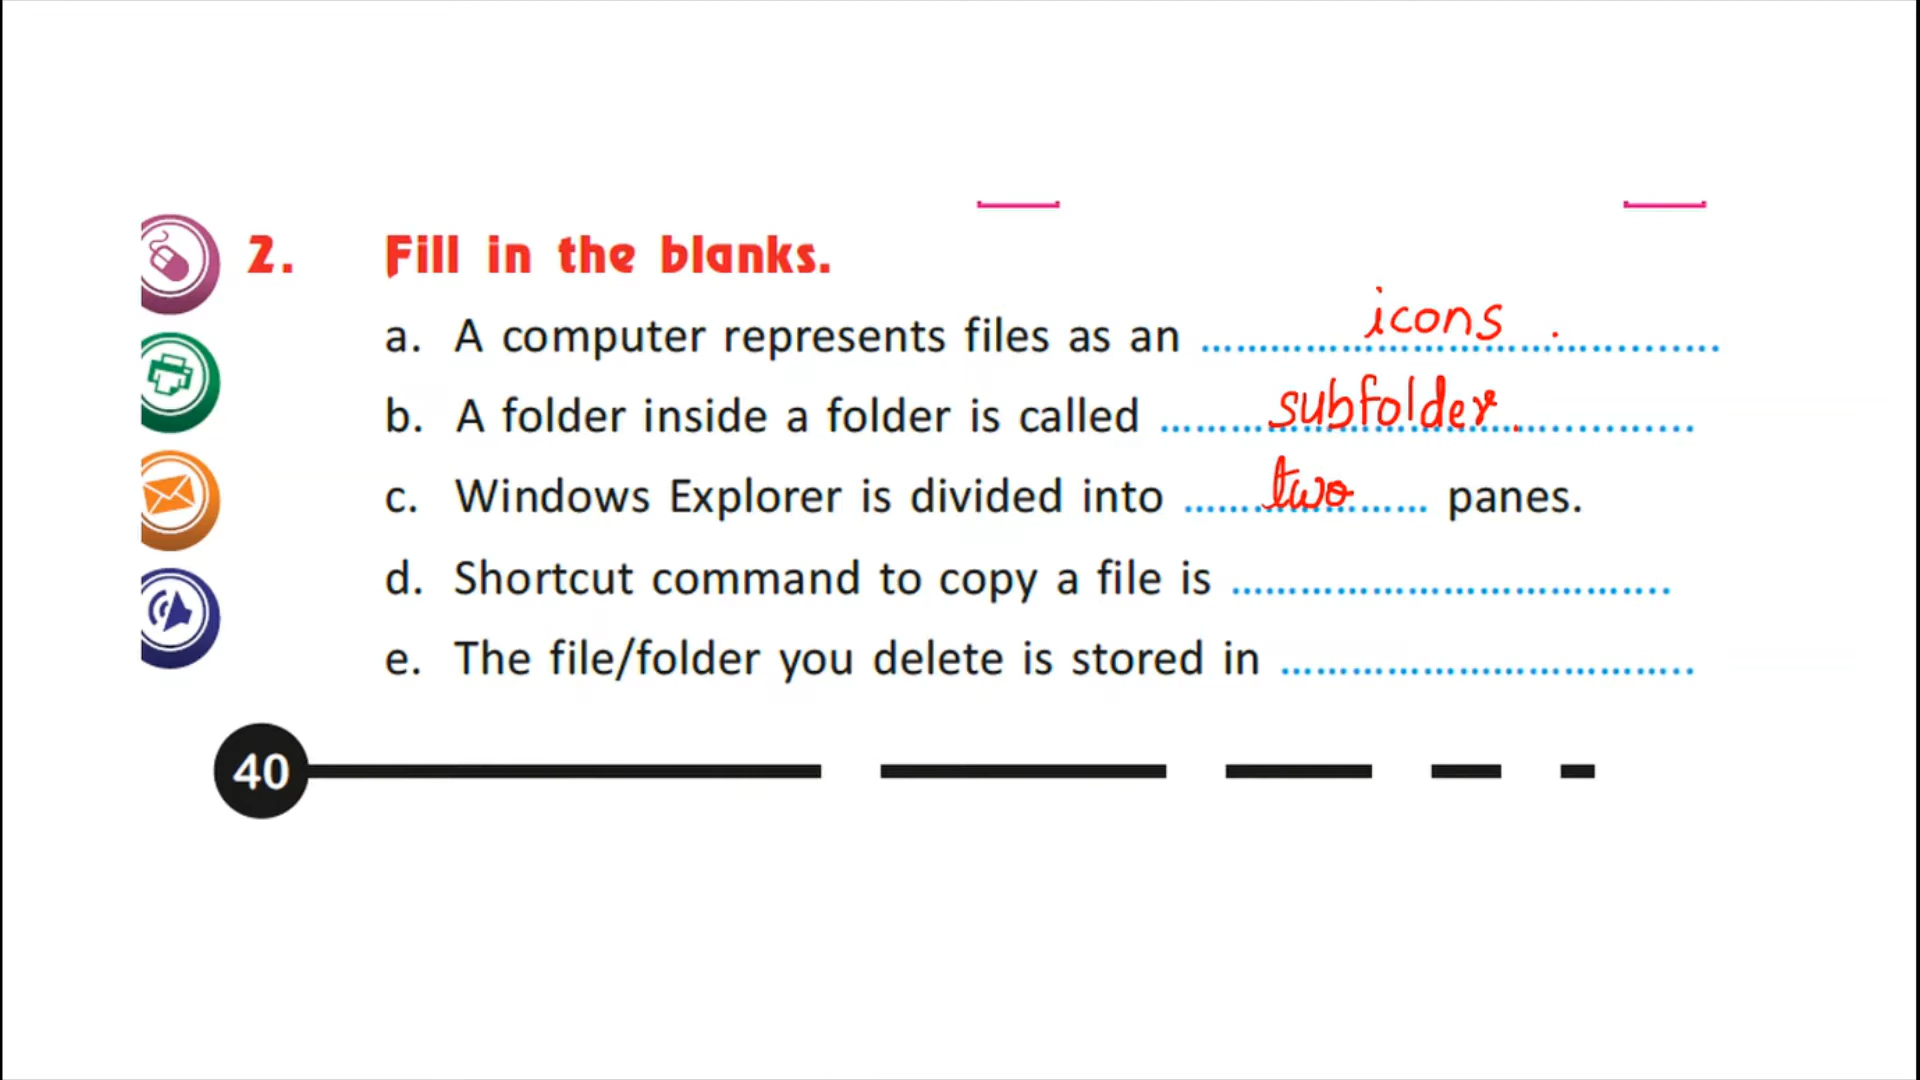 2. Fill in the blanks.
a. A computer represents files as an ........ icons .
b. A folder inside a folder is called ........ subfolder.
c. Windows Explorer is divided into ........ two ........ panes.
d. Shortcut command to copy a file is ........
e. The file/folder you delete is stored in ........
40